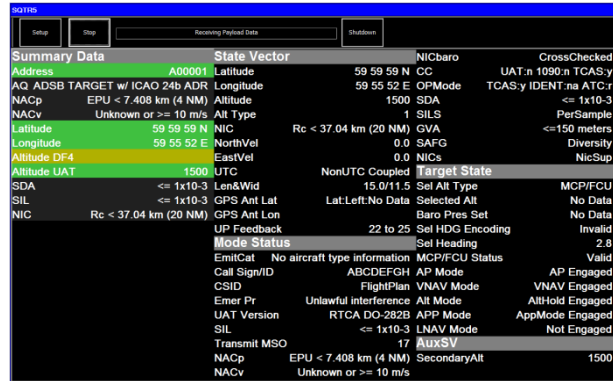 SQTR5
Setup Stop Receiving Payload Data Shutdown
Summary Data
Address A00001
AQ ADSB TARGET w/ ICAO 24b ADR
NACp EPU < 7.408 km (4 NM)
NACv Unknown or >= 10 m/s
Latitude 59 59 59 N
Longitude 59 55 52 E
Altitude DF4
Altitude UAT 1500
SDA <= 1x10-3
SIL <= 1x10-3
NIC Rc < 37.04 km (20 NM)
State Vector
Latitude 59 59 59 N
Longitude 59 55 52 E
Altitude 1500
Alt Type 1
NIC Rc < 37.04 km (20 NM)
NorthVel 0.0
EastVel 0.0
UTC NonUTC Coupled
Len&Wid 15.0/11.5
GPS Ant Lat Lat:Left:No Data
GPS Ant Lon
UP Feedback 22 to 25
Mode Status
EmitCat No aircraft type information
Call Sign/ID ABCDEFGH
CSID FlightPlan
Emer Pr Unlawful interference
UAT Version RTCA DO-282B
SIL <= 1x10-3
Transmit MSO 17
NACp EPU < 7.408 km (4 NM)
NACv Unknown or >= 10 m/s
NICbaro CrossChecked
CC UAT:n 1090:n TCAS:y
OPMode TCAS:y IDENT:na ATC:r
SDA <= 1x10-3
SILS PerSample
GVA <=150 meters
SAFG Diversity
NICs NicSup
Target State
Sel Alt Type MCP/FCU
Selected Alt No Data
Baro Pres Set No Data
Sel HDG Encoding Invalid
Sel Heading 2.8
MCP/FCU Status Valid
AP Mode AP Engaged
VNAV Mode VNAV Engaged
Alt Mode AltHold Engaged
APP Mode AppMode Engaged
LNAV Mode Not Engaged
AuxSV
SecondaryAlt 1500